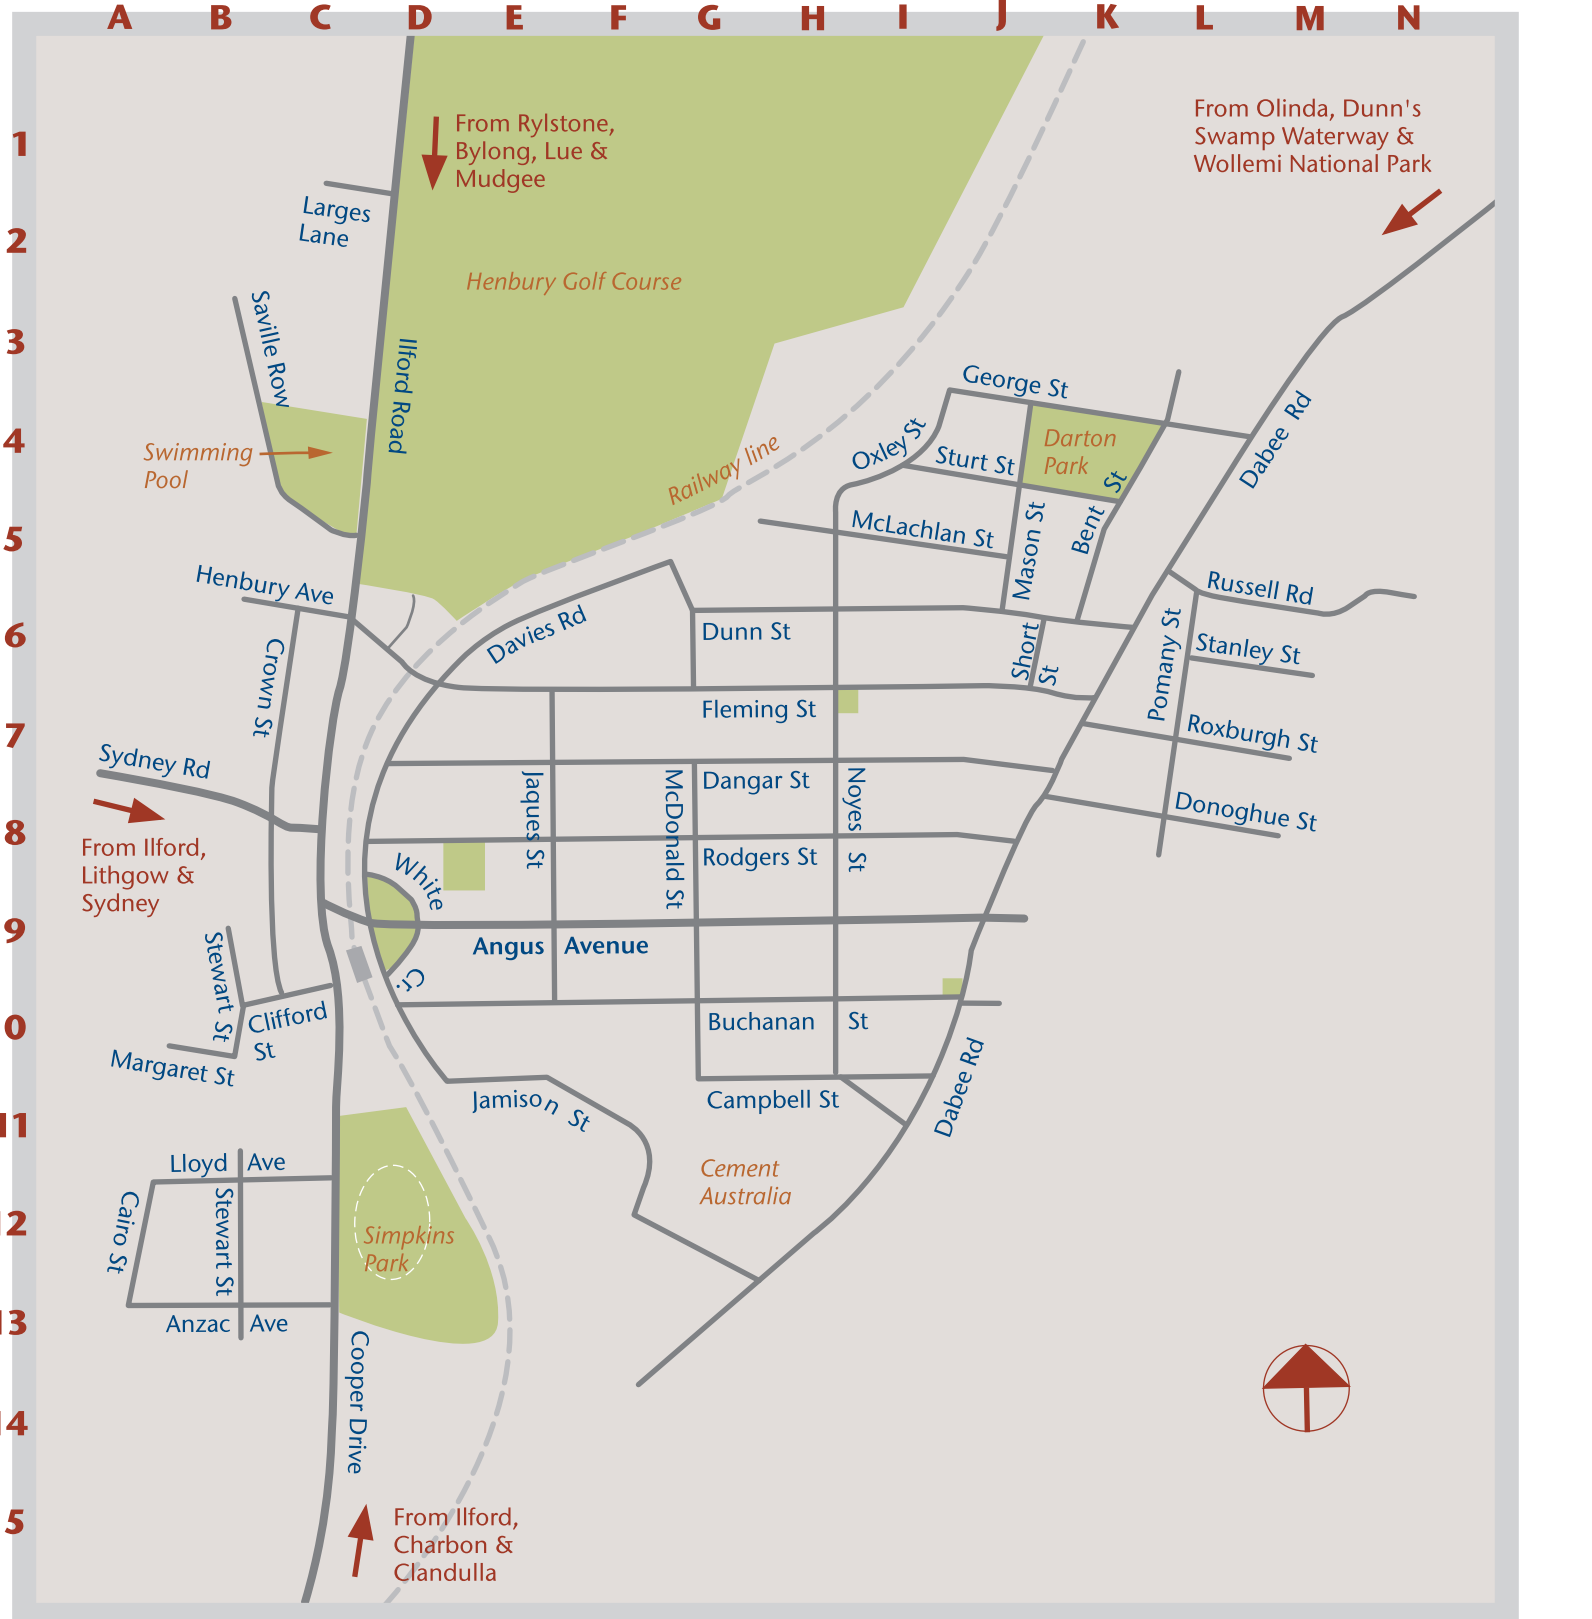 A B C D E F G H I J K L M N
1
2
3
4
5
6
7
8
9
0
11
12
13
14
5
From Rylstone,
Bylong, Lue &
Mudgee
From Olinda, Dunn's
Swamp Waterway &
Wollemi National Park
Larges
Lane
Henbury Golf Course
Saville Row
Ilford Road
Swimming
Pool
Railway line
George St
Oxley St
Sturt St
Darton
Park
Dabee Rd
McLachlan St
Mason St
Bent St
Henbury Ave
Davies Rd
Russell Rd
Dunn St
Short
St
Pomany St
Stanley St
Crown St
Fleming St
Roxburgh St
Sydney Rd
Jaques St
McDonald St
Dangar St
Noyes St
Donoghue St
From Ilford,
Lithgow &
Sydney
White Ct.
Rodgers St
Angus Avenue
Stewart St
Clifford
St
Margaret St
Buchanan St
Jamison St
Campbell St
Dabee Rd
Lloyd Ave
Cairo St
Stewart St
Cement
Australia
Simpkins
Park
Anzac Ave
Cooper Drive
From Ilford,
Charbon &
Clandulla